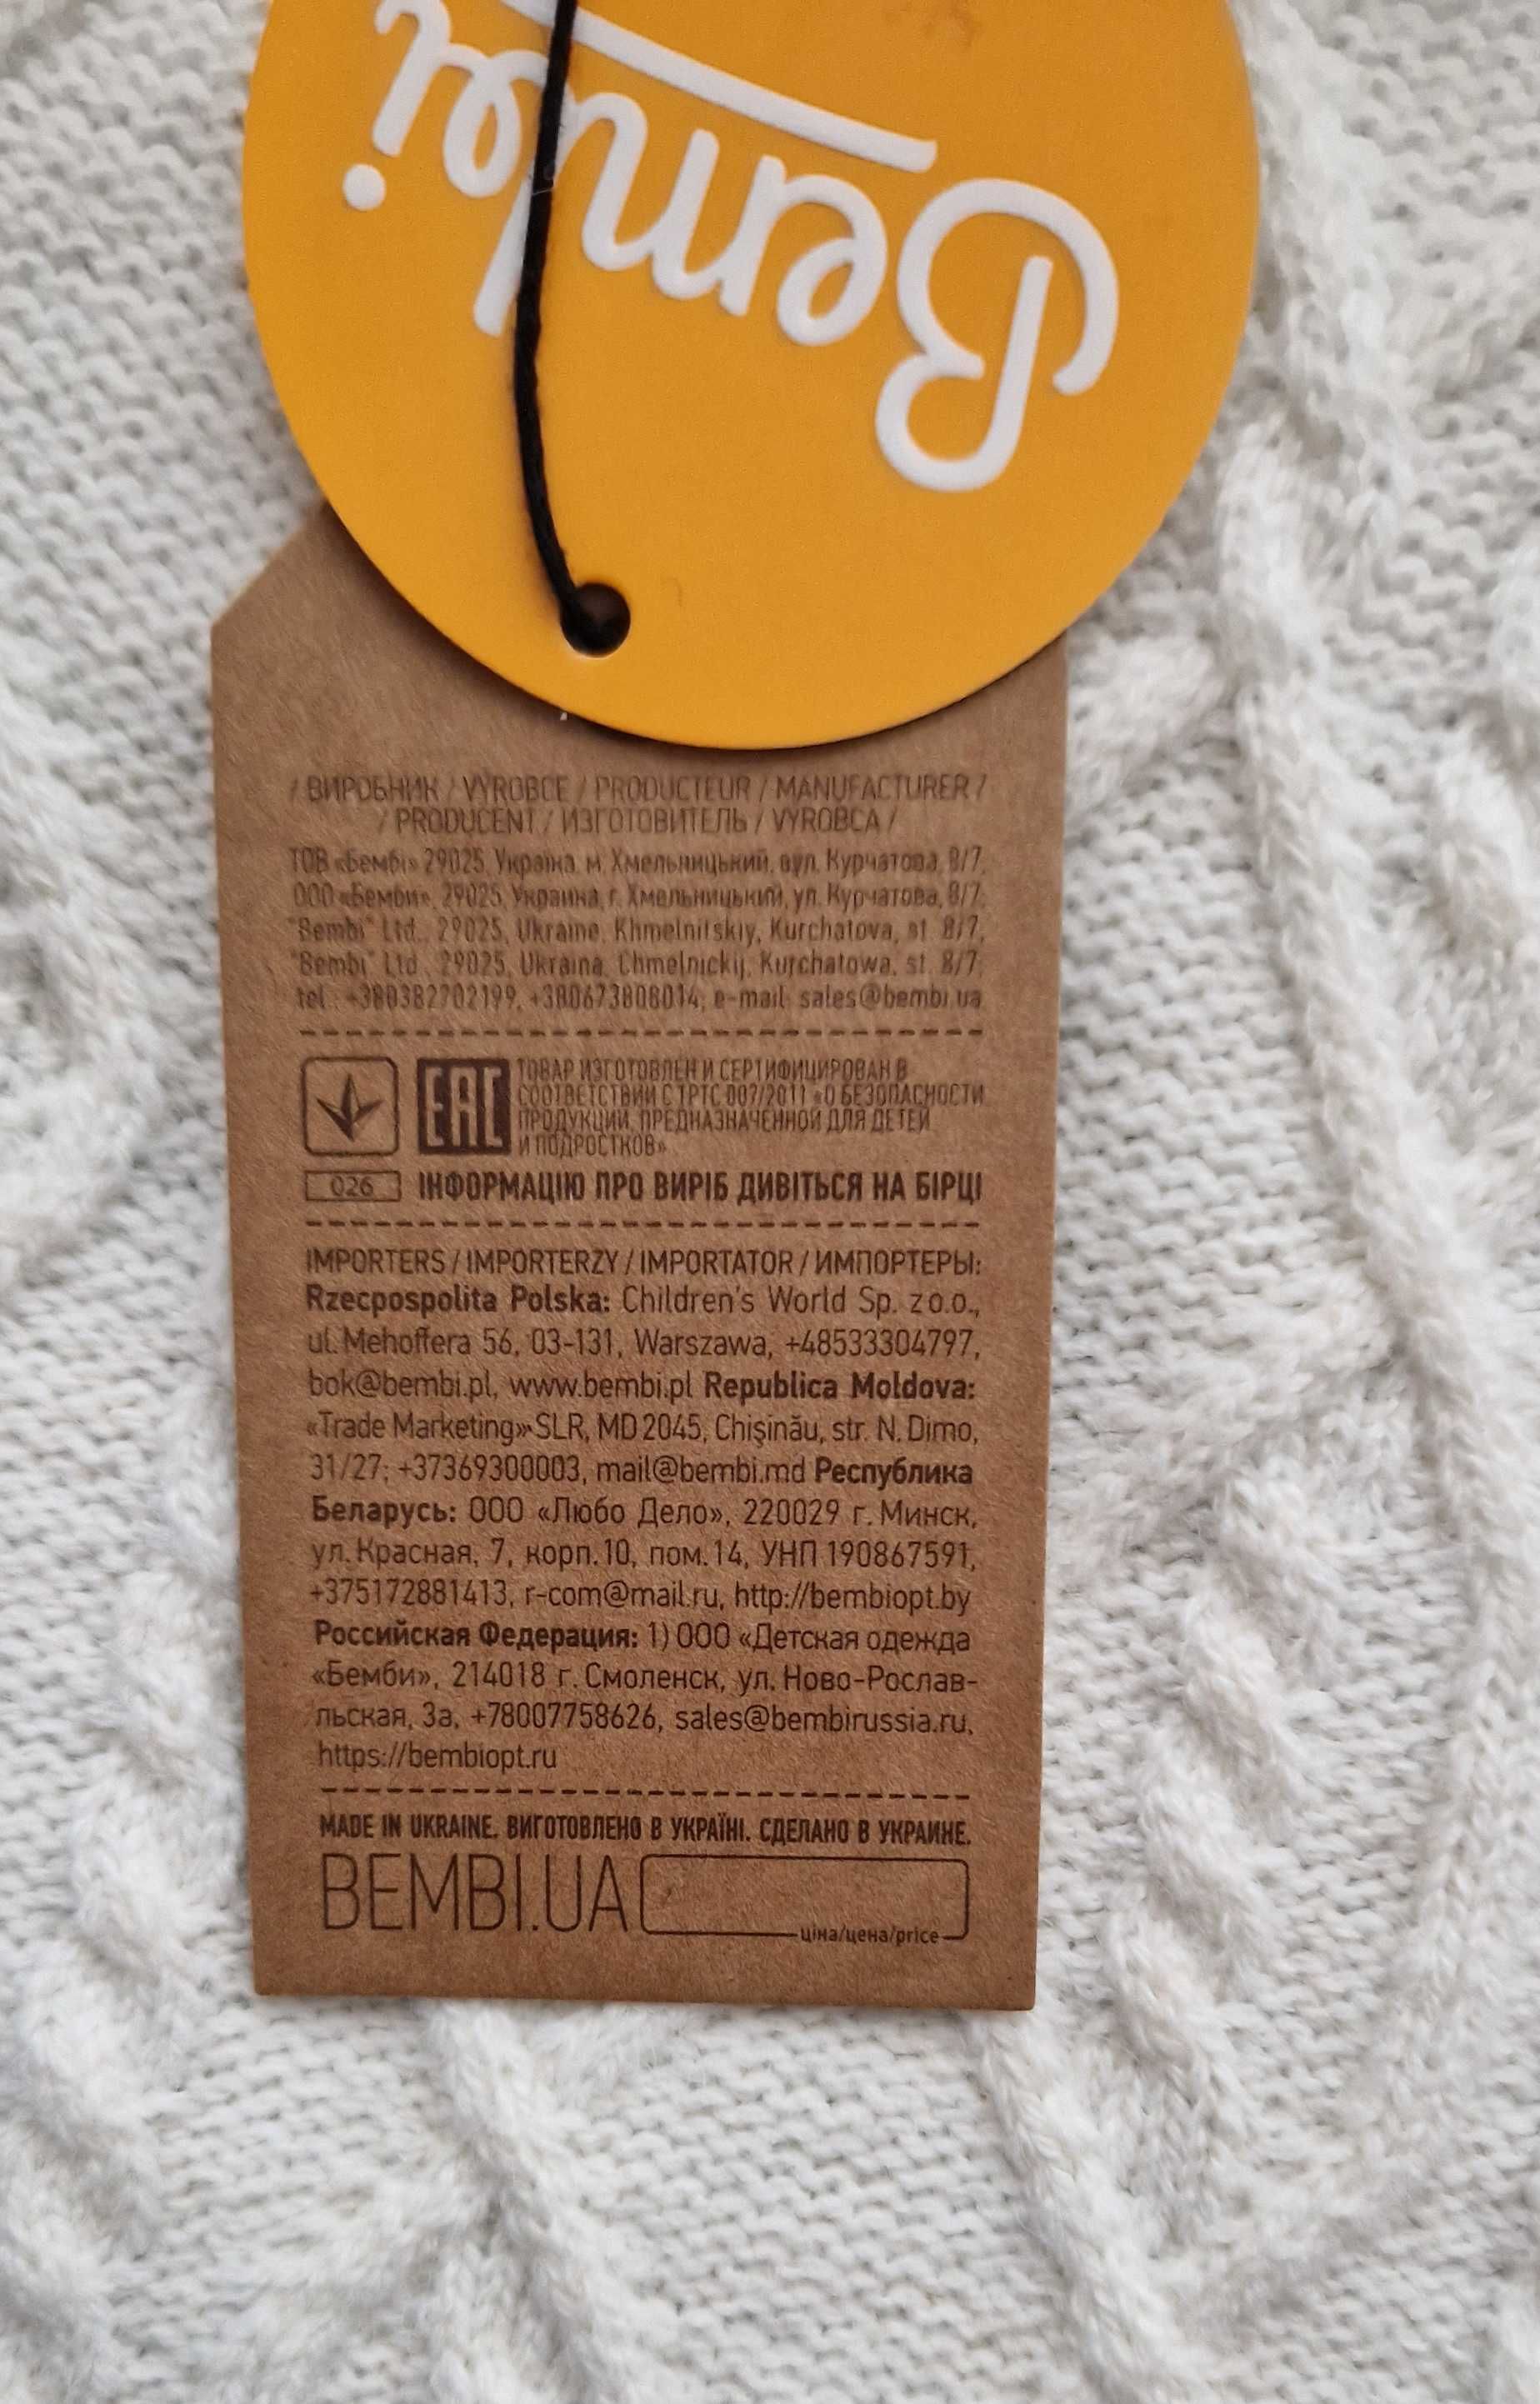 Bembi
/ ВИРОБНИК / VÝROBCE / PRODUCTEUR / MANUFACTURER /
/ PRODUCENT / ИЗГОТОВИТЕЛЬ / VÝROBCA /
ТОВ «Бембі» 29025, Україна, м. Хмельницький, вул. Курчатова, 8/7,
ООО «Бемби», 29025, Украина, г. Хмельницький, ул. Курчатова, 8/7,
"Bembi" Ltd., 29025, Ukraine, Khmelnitskiy, Kurchatova, st. 8/7,
"Bembi" Ltd., 29025, Ukraina, Chmelnickij, Kurchatowa, st. 8/7,
tel.: +380382702199, +380673808014; e-mail: sales@bembi.ua
ЕАС
ТОВАР ИЗГОТОВЛЕН И СЕРТИФИЦИРОВАН В
СООТВЕТСТВИИ С ТРТС 007/2011 «О БЕЗОПАСНОСТИ
ПРОДУКЦИИ, ПРЕДНАЗНАЧЕННОЙ ДЛЯ ДЕТЕЙ
И ПОДРОСТКОВ»
026 ІНФОРМАЦІЮ ПРО ВИРІБ ДИВІТЬСЯ НА БІРЦІ
IMPORTERS / IMPORTERZY / IMPORTATOR / ИМПОРТЕРЫ:
Rzecpospolita Polska: Children's World Sp. z o.o.,
ul. Mehoffera 56, 03-131, Warszawa, +48533304797,
bok@bembi.pl, www.bembi.pl Republica Moldova:
«Trade Marketing» SLR, MD 2045, Chişinău, str. N. Dimo,
31/27; +37369300003, mail@bembi.md Республика
Беларусь: ООО «Любо Дело», 220029 г. Минск,
ул. Красная, 7, корп. 10, пом. 14, УНП 190867591,
+375172881413, r-com@mail.ru, http://bembiopt.by
Российская Федерация: 1) ООО «Детская одежда
«Бемби», 214018 г. Смоленск, ул. Ново-Рослав-
льская, 3а, +78007758626, sales@bembirussia.ru,
https://bembiopt.ru
MADE IN UKRAINE. ВИГОТОВЛЕНО В УКРАЇНІ. СДЕЛАНО В УКРАИНЕ.
BEMBI.UA
ціна/цена/price